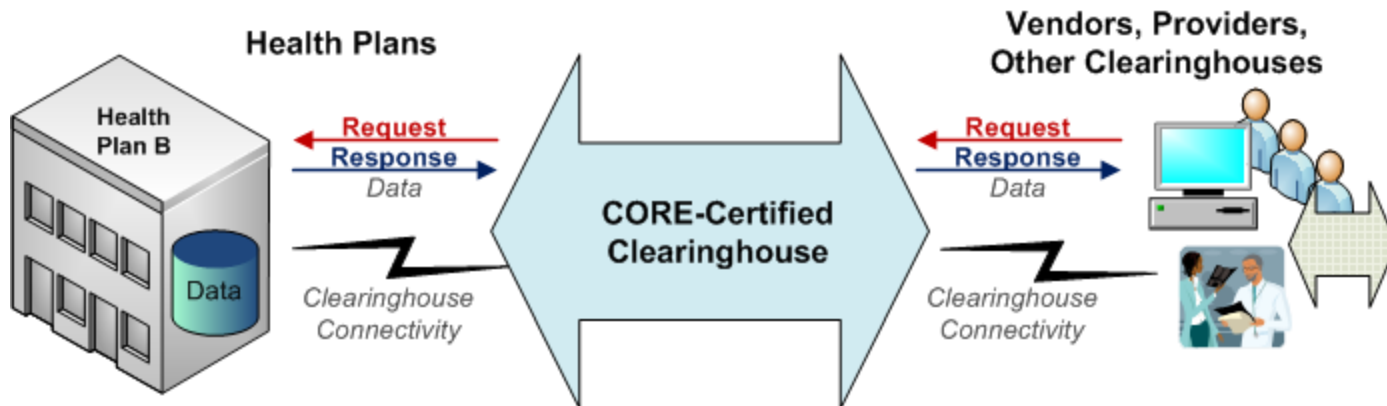 Health Plans
Vendors, Providers,
Other Clearinghouses
Health
Plan B
Data
Request
Response
Data
Clearinghouse
Connectivity
CORE-Certified
Clearinghouse
Request
Response
Data
Clearinghouse
Connectivity